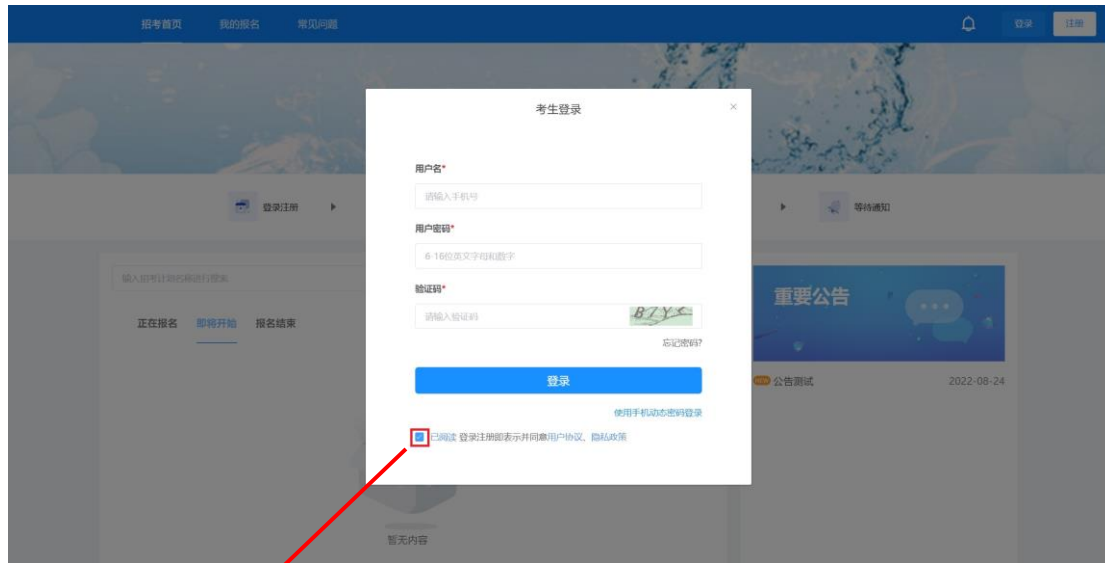 招考首页 我的报名 常见问题 登录 注册
考生登录 ×
用户名*
请输入手机号
登录注册 等待通知
用户密码*
6-16位英文字母和数字
输入招考计划名称进行搜索
验证码*
请输入验证码
重要公告
正在报名 即将开始 报名结束
忘记密码?
登录
NEW 公告测试 2022-08-24
使用手机动态密码登录
已阅读 登录注册即表示并同意用户协议、隐私政策
暂无内容